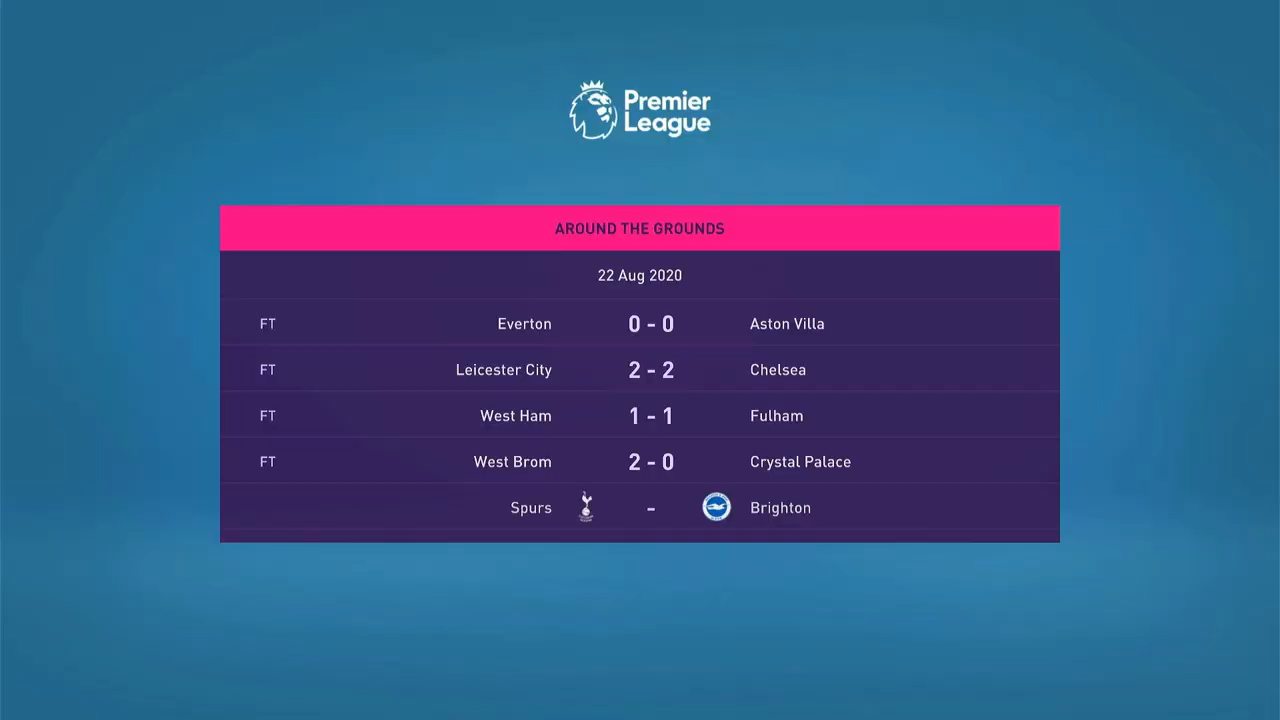 Premier
League
AROUND THE GROUNDS
22 Aug 2020
FT Everton 0 - 0 Aston Villa
FT Leicester City 2 - 2 Chelsea
FT West Ham 1 - 1 Fulham
FT West Brom 2 - 0 Crystal Palace
Spurs - Brighton